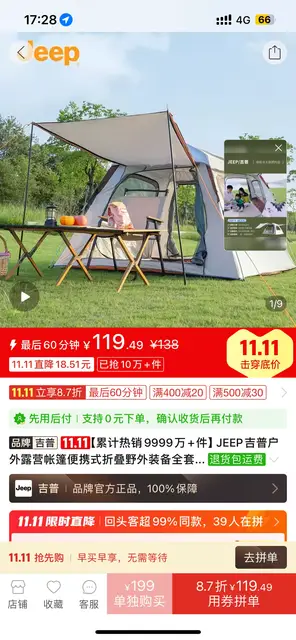 17:28
4G 66
Jeep
JEEP/吉普
1/9
最后60分钟 ¥119.49 ¥138
11.11直降18.51元 已抢10万+件
11.11
击穿底价
11.11 立享8.7折 最后60分钟 满400减20 满500减30
先用后付 支持0元下单，确认收货后再付款
品牌 吉普 11.11【累计热销9999万+件】JEEP吉普户
外露营帐篷便携式折叠野外装备全套... 退货包运费
Jeep 吉普 品牌官方正品，100%保障
11.11 限时直降 回头客超99%同款，39人在拼
11.11 抢先购 早买早享，无需等待 去拼单
店铺 收藏 客服
¥199
单独购买
8.7折 ¥119.49
用券拼单